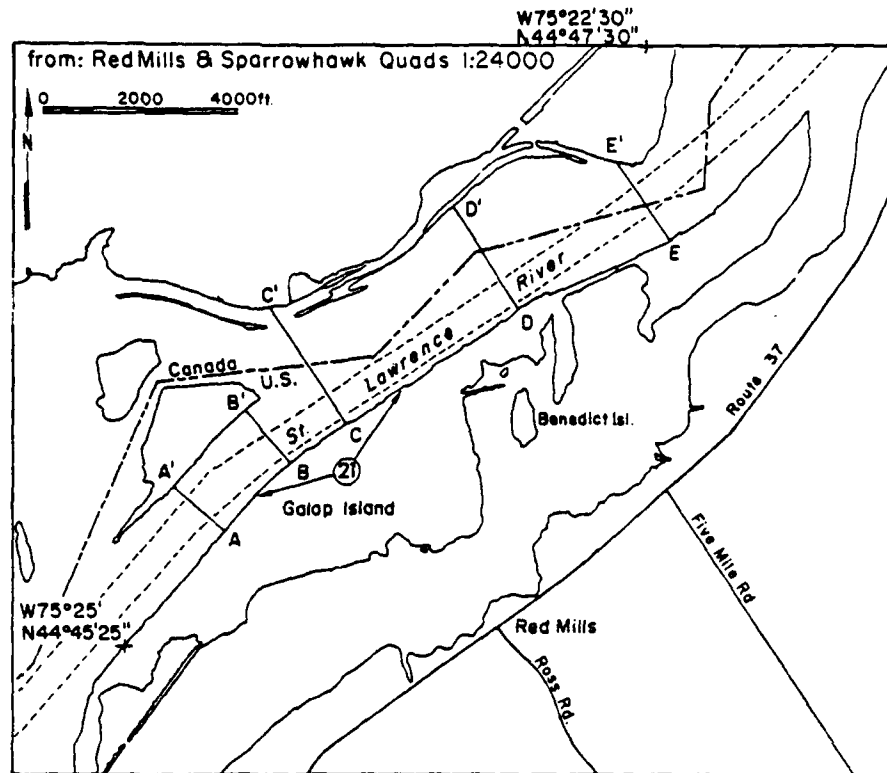 W75°22'30"
N44°47'30"
from: Red Mills & Sparrowhawk Quads 1:24000
0 2000 4000ft.
N
E'
D'
E
River
C'
D
Lawrence
Canada
U.S.
Route 37
B'
Benedict Isl.
St.
C
A'
B
21
Galop Island
A
Five Mile Rd
W75°25'
N44°45'25"
Red Mills
Ross Rd.